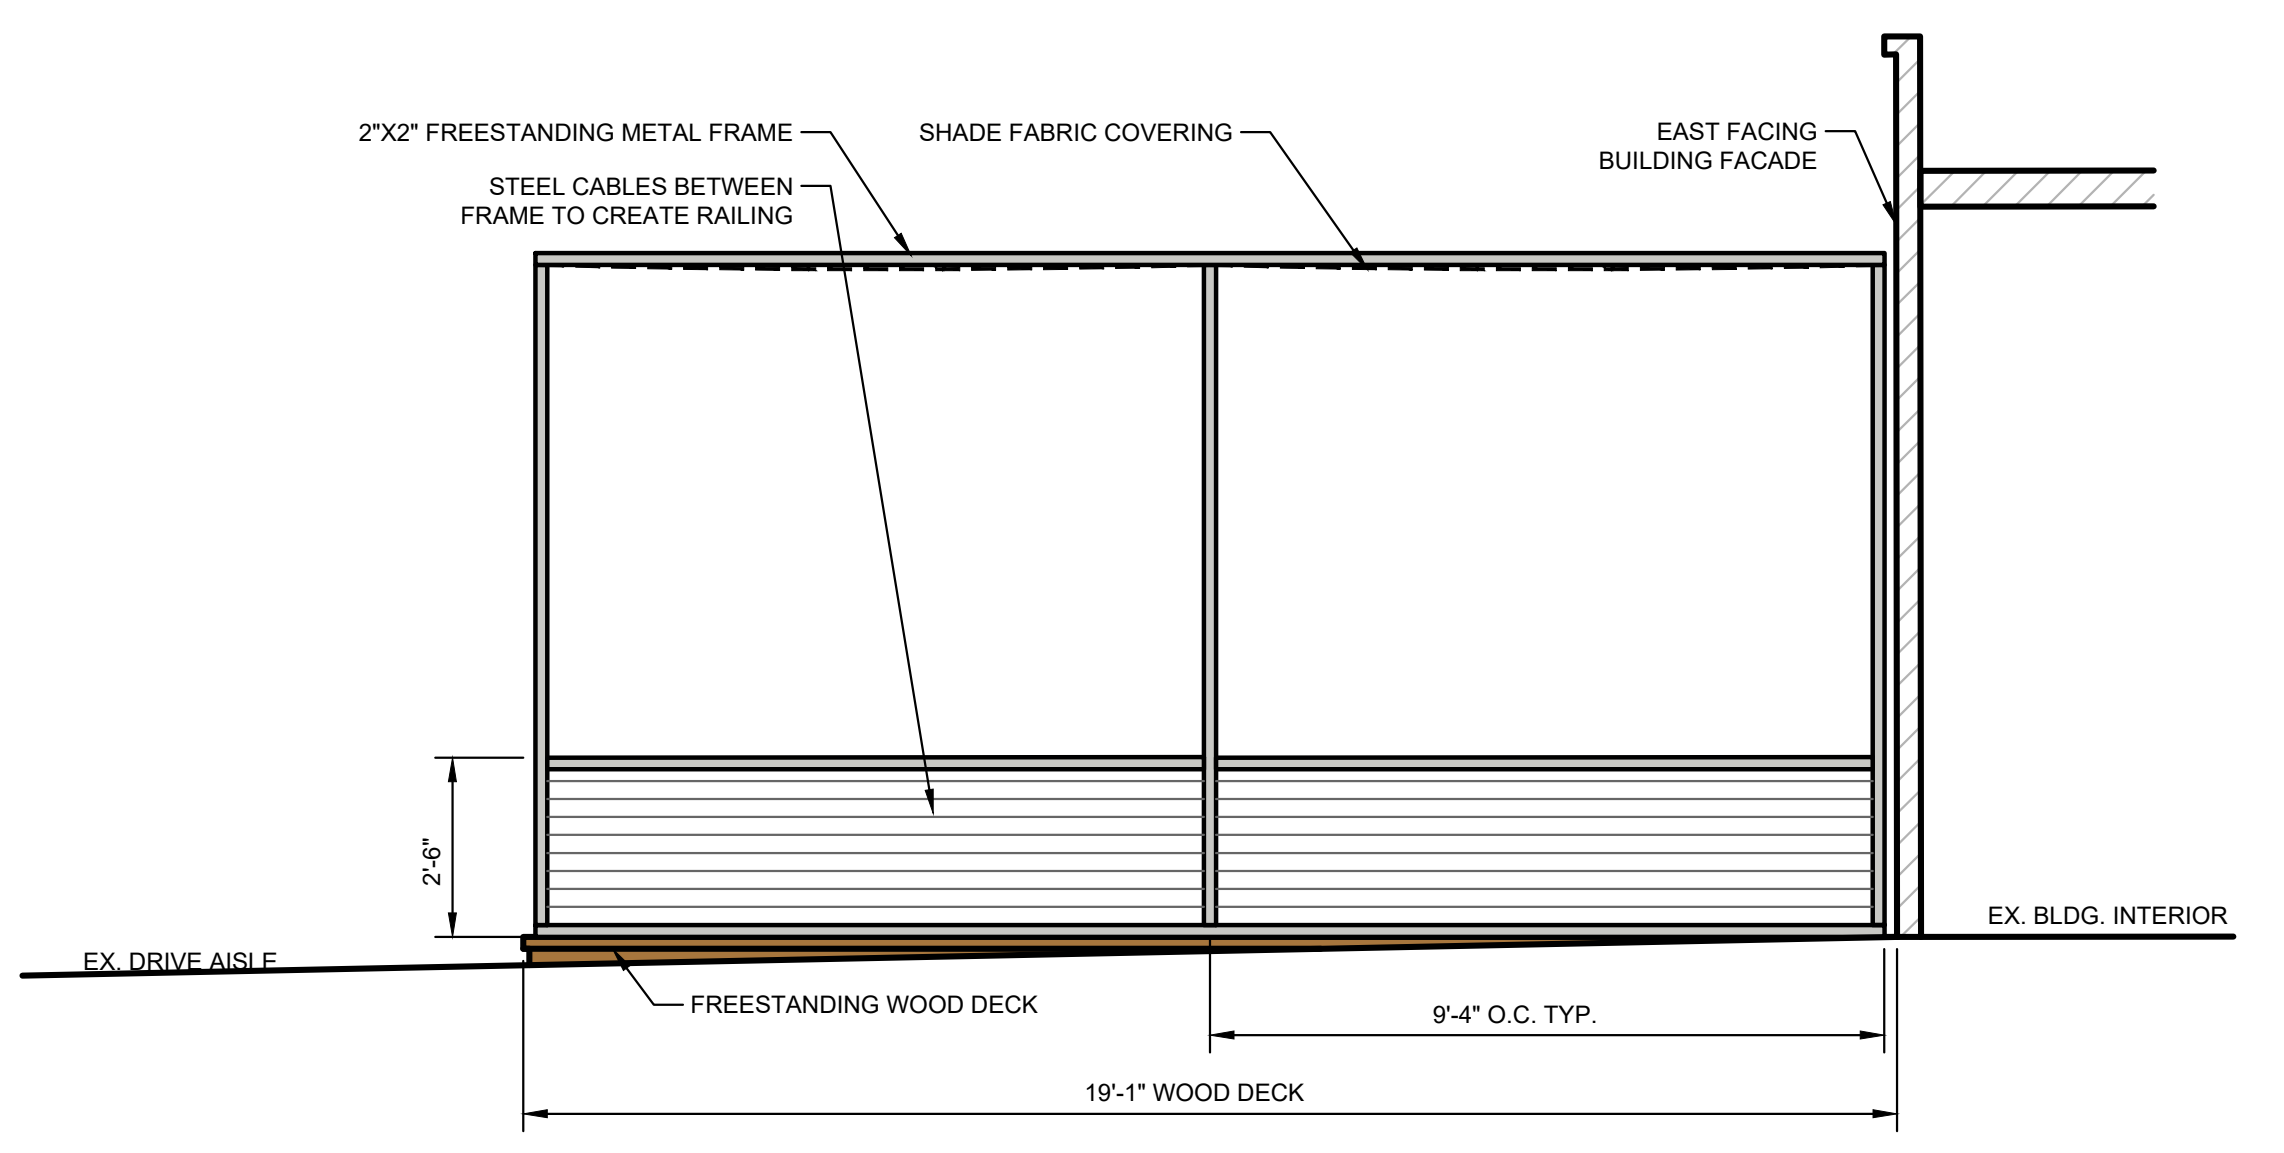 2"X2" FREESTANDING METAL FRAME
SHADE FABRIC COVERING
EAST FACING
BUILDING FACADE
STEEL CABLES BETWEEN
FRAME TO CREATE RAILING
2'-6"
EX. DRIVE AISLE
EX. BLDG. INTERIOR
FREESTANDING WOOD DECK
9'-4" O.C. TYP.
19'-1" WOOD DECK